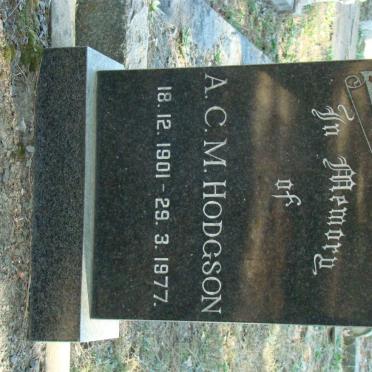 In Memory
of
A. C. M. HODGSON
18. 12. 1901 - 29. 3. 1977.